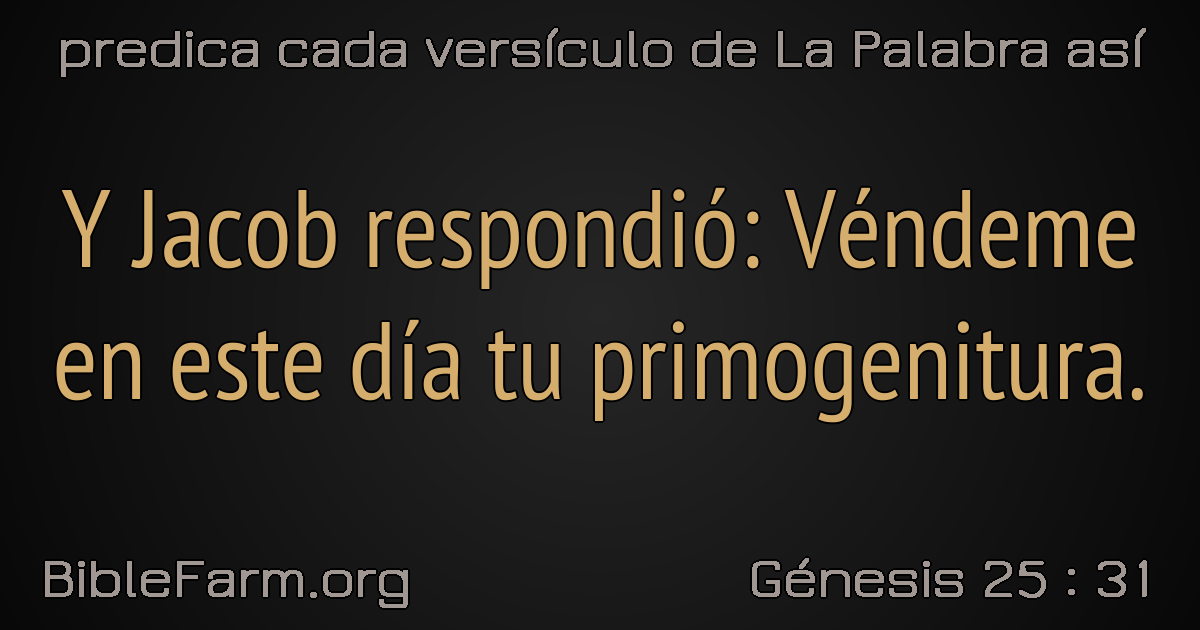 predica cada versículo de La Palabra así
Y Jacob respondió: Véndeme
en este día tu primogenitura.
BibleFarm.org
Génesis 25 : 31